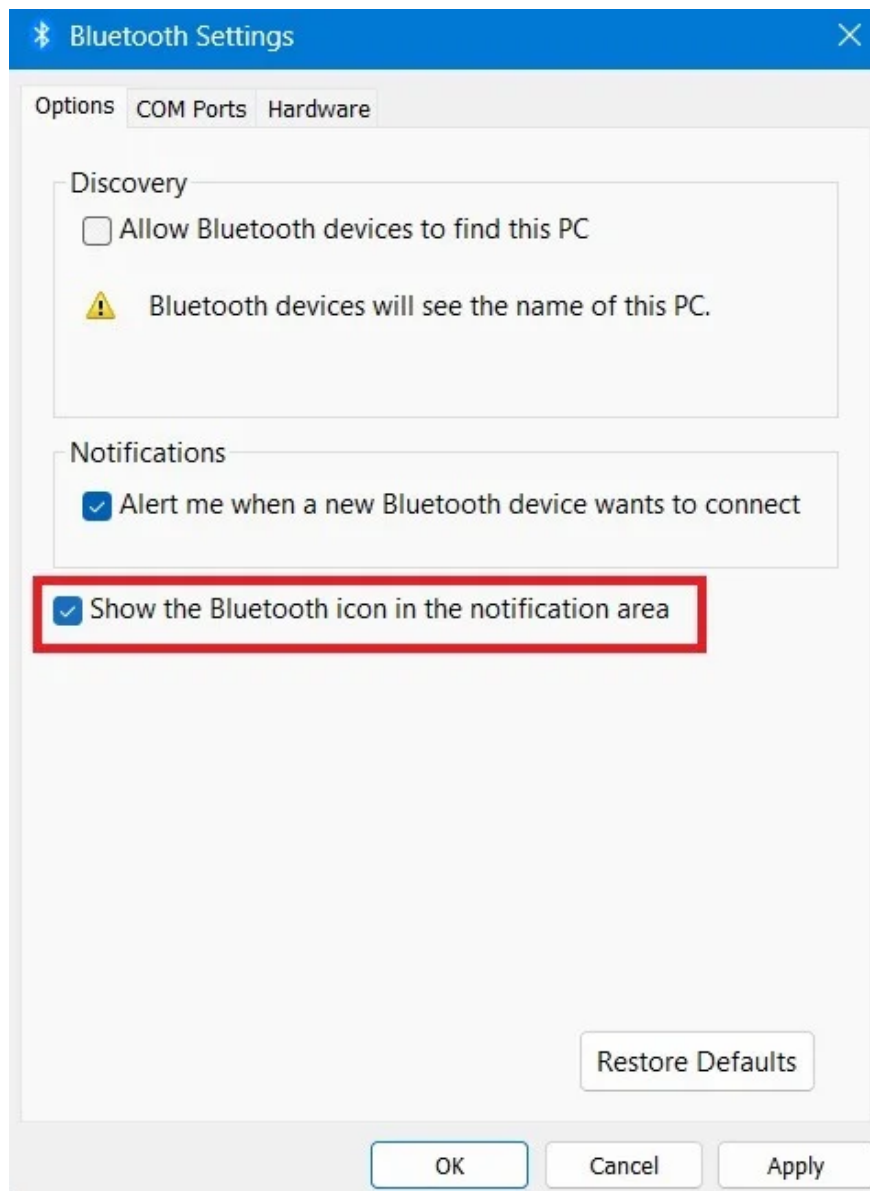 Bluetooth Settings
Options COM Ports Hardware
Discovery
Allow Bluetooth devices to find this PC
Bluetooth devices will see the name of this PC.
Notifications
Alert me when a new Bluetooth device wants to connect
Show the Bluetooth icon in the notification area
Restore Defaults
OK Cancel Apply